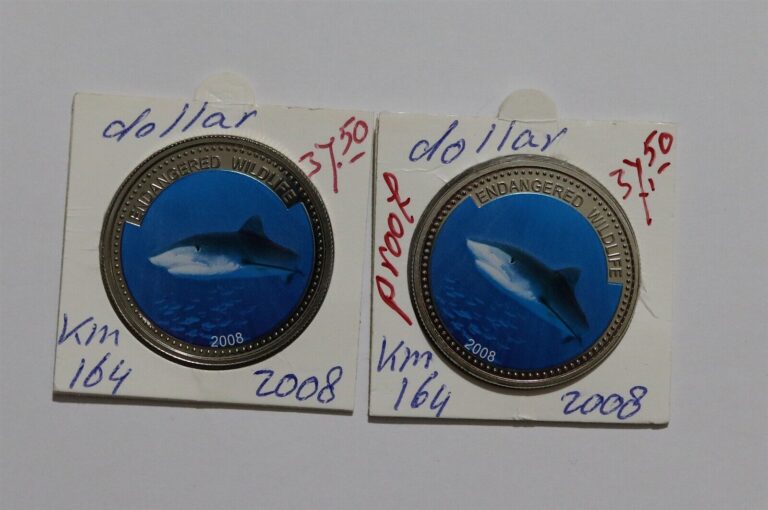 dollar
37.50
ENDANGERED WILDLIFE
2008
Km
164
2008
dollar
37.50
proof
ENDANGERED WILDLIFE
2008
Km
164
2008